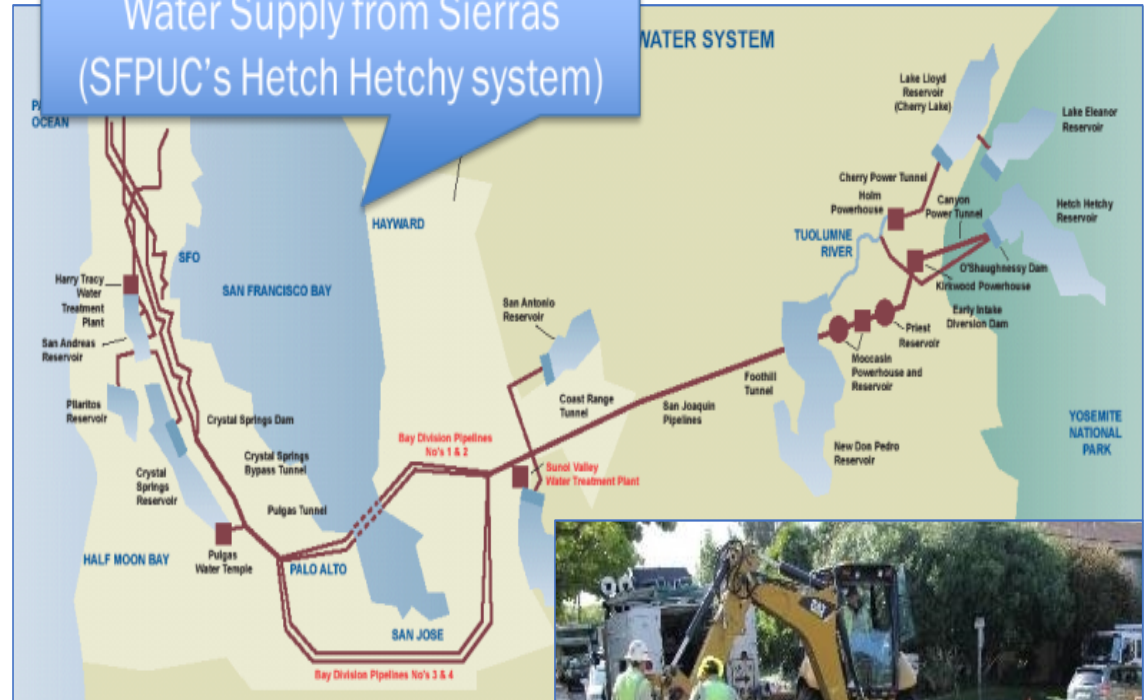 Water Supply from Sierras
(SFPUC's Hetch Hetchy system)
WATER SYSTEM
OCEAN
Lake Lloyd
Reservoir
(Cherry Lake)
Lake Eleanor
Reservoir
Cherry Power Tunnel
Holm
Powerhouse
Canyon
Power Tunnel
Hetch Hetchy
Reservoir
HAYWARD
TUOLUMNE
RIVER
O'Shaughnessy Dam
Kirkwood Powerhouse
SFO
SAN FRANCISCO BAY
Harry Tracy
Water
Treatment
Plant
San Antonio
Reservoir
Early Intake
Diversion Dam
Priest
Reservoir
San Andreas
Reservoir
Moccasin
Powerhouse and
Reservoir
Foothill
Tunnel
Coast Range
Tunnel
San Joaquin
Pipelines
Pilaritos
Reservoir
Crystal Springs Dam
YOSEMITE
NATIONAL
PARK
Bay Division Pipelines
No's 1 & 2
New Don Pedro
Reservoir
Crystal Springs
Bypass Tunnel
Crystal
Springs
Reservoir
Sunol Valley
Water Treatment Plant
Pulgas Tunnel
HALF MOON BAY
Pulgas
Water Temple
PALO ALTO
SAN JOSE
Bay Division Pipelines No's 3 & 4
CAT